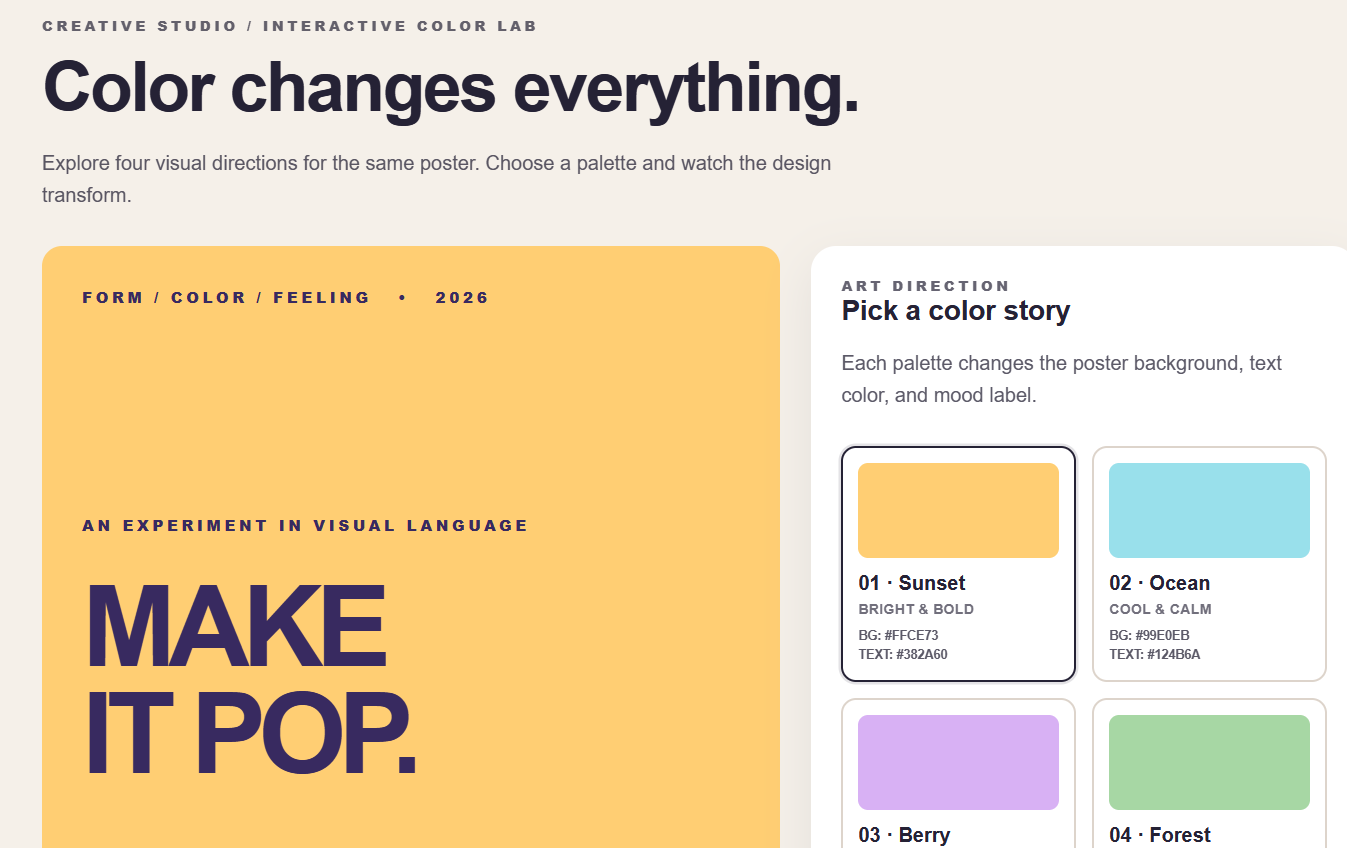 CREATIVE STUDIO / INTERACTIVE COLOR LAB
Color changes everything.
Explore four visual directions for the same poster. Choose a palette and watch the design
transform.
FORM / COLOR / FEELING • 2026
AN EXPERIMENT IN VISUAL LANGUAGE
MAKE
IT POP.
ART DIRECTION
Pick a color story
Each palette changes the poster background, text
color, and mood label.
01 · Sunset
BRIGHT & BOLD
BG: #FFCE73
TEXT: #382A60
02 · Ocean
COOL & CALM
BG: #99E0EB
TEXT: #124B6A
03 · Berry
04 · Forest